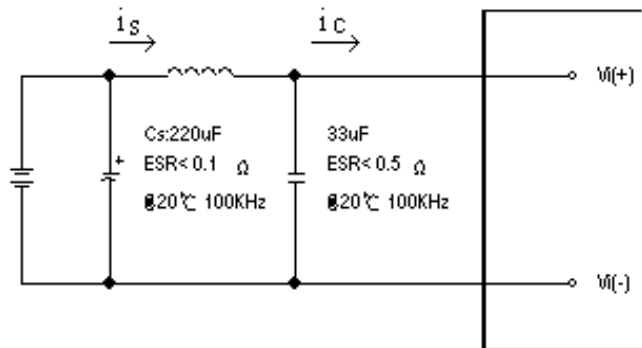 is
ic
Vi(+)
Cs:220uF
33uF
+
ESR< 0.1 Ω
ESR< 0.5 Ω
@20℃ 100KHz
@20℃ 100KHz
Vi(-)